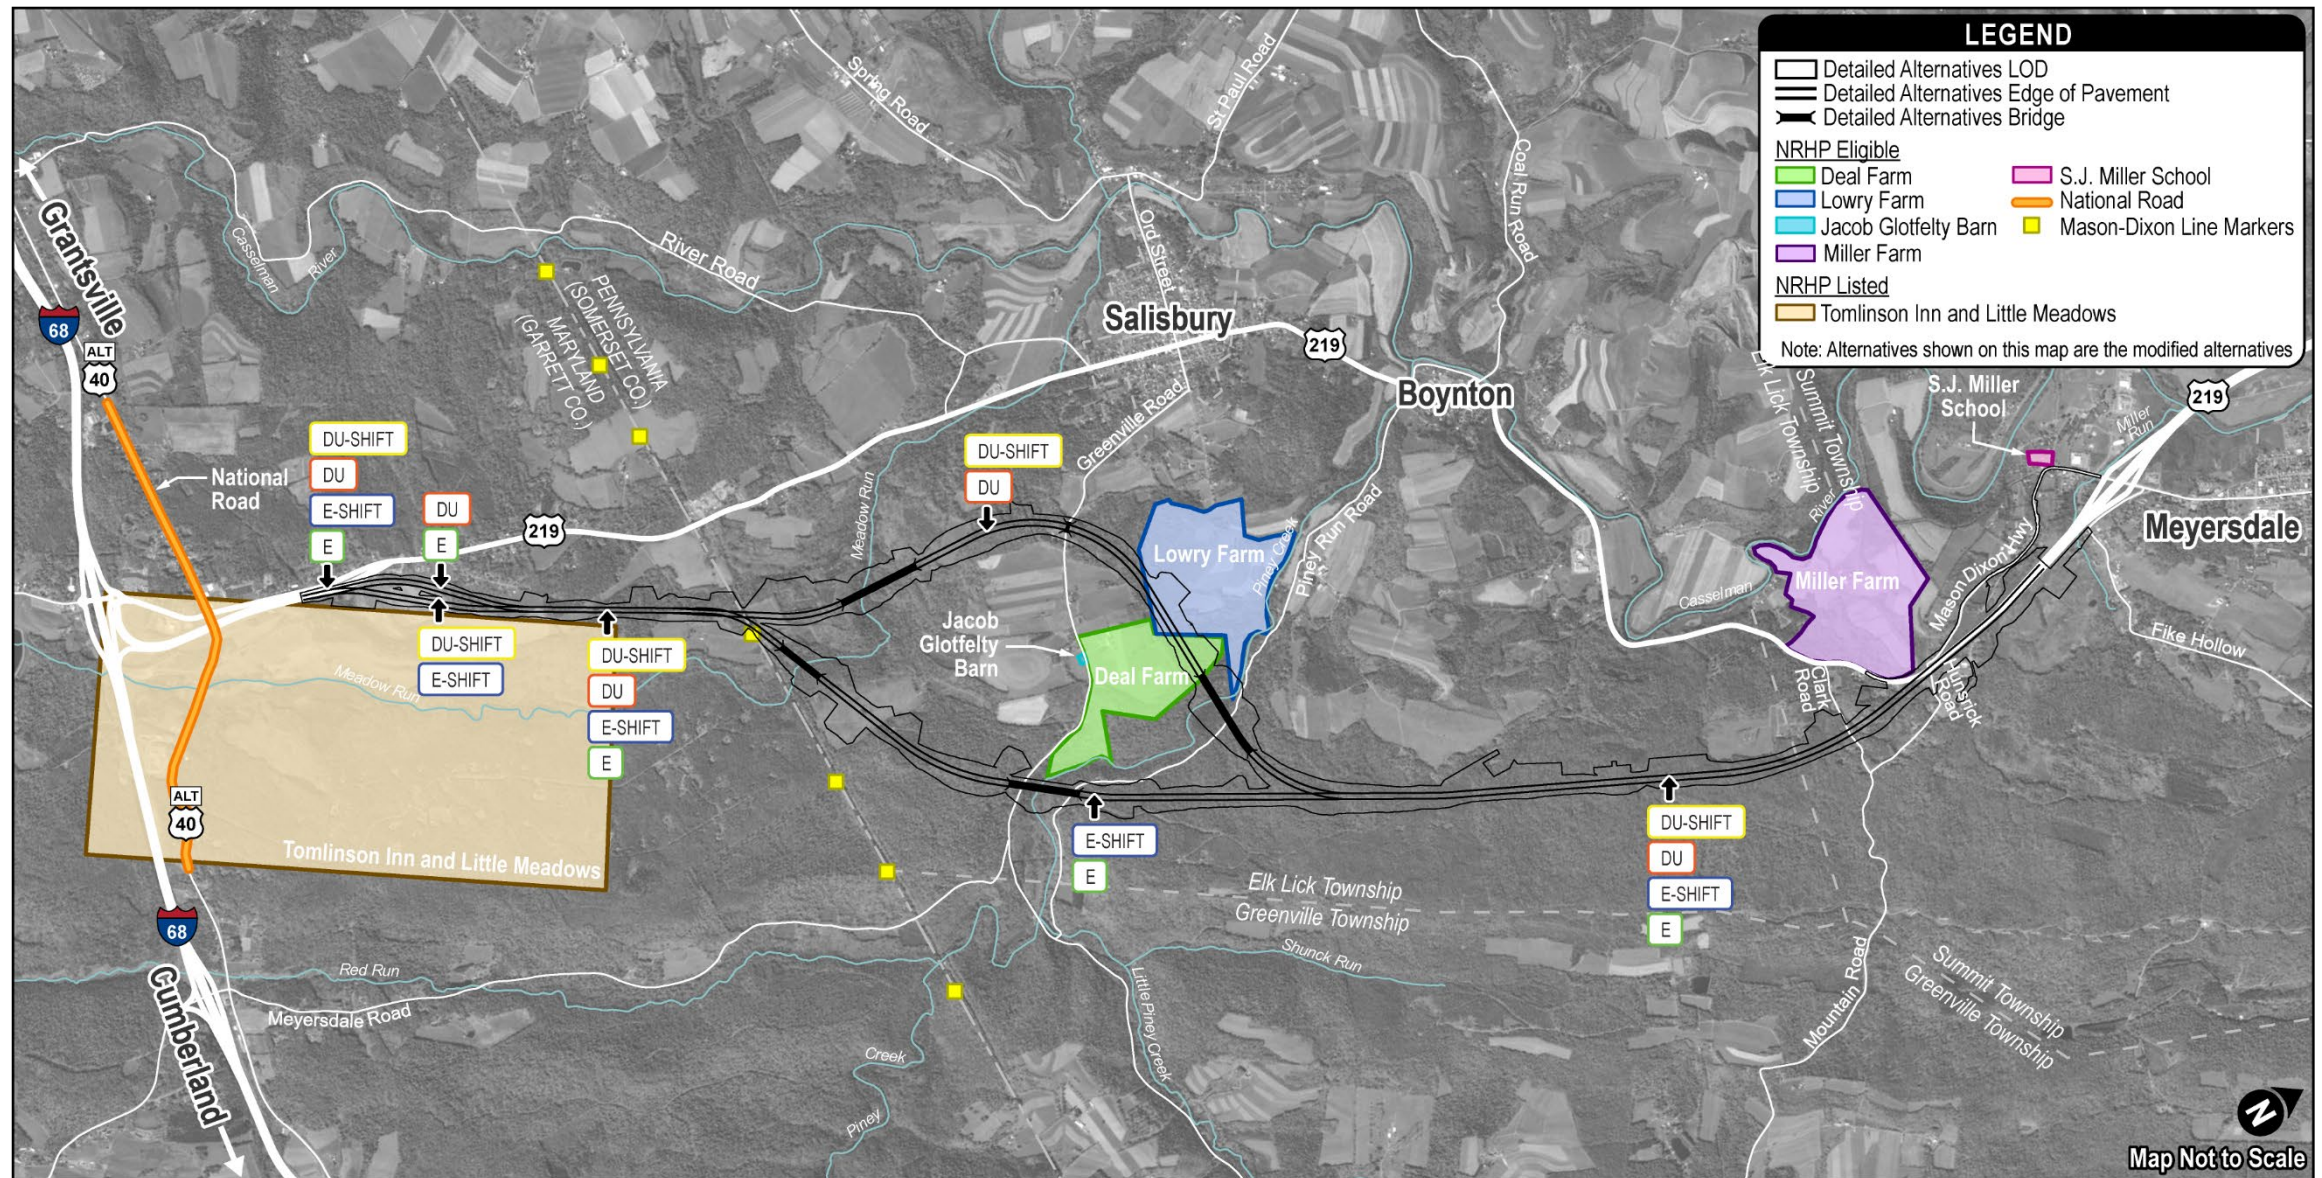 LEGEND
Detailed Alternatives LOD
Detailed Alternatives Edge of Pavement
Detailed Alternatives Bridge
NRHP Eligible
Deal Farm
Lowry Farm
Jacob Glotfelty Barn
Miller Farm
S.J. Miller School
National Road
Mason-Dixon Line Markers
NRHP Listed
Tomlinson Inn and Little Meadows
Note: Alternatives shown on this map are the modified alternatives
Spring Road
St Paul Road
Coal Run Road
Grantsville
68
ALT
40
Casselman
River
River Road
PENNSYLVANIA
(SOMERSET CO.)
MARYLAND
(GARRETT CO.)
Ord Street
Salisbury
219
Boynton
Greenville Road
Elk Lick Township
Summit Township
S.J. Miller
School
219
Miller
Run
Meyersdale
National
Road
DU-SHIFT
DU
E-SHIFT
E
DU
E
219
Meadow Run
DU-SHIFT
DU
Lowry Farm
Piney Creek
Piney Run Road
River
Casselman
Miller Farm
Mason Dixon Hwy
Fike Hollow
Jacob
Glotfelty
Barn
Deal Farm
DU-SHIFT
E-SHIFT
DU-SHIFT
DU
E-SHIFT
E
Meadow Run
Clark
Road
Hunsrick
Road
ALT
40
Tomlinson Inn and Little Meadows
E-SHIFT
E
DU-SHIFT
DU
E-SHIFT
E
Elk Lick Township
Greenville Township
68
Cumberland
Red Run
Meyersdale Road
Shunck Run
Little Piney Creek
Creek
Piney
Mountain Road
Summit Township
Greenville Township
N
Map Not to Scale